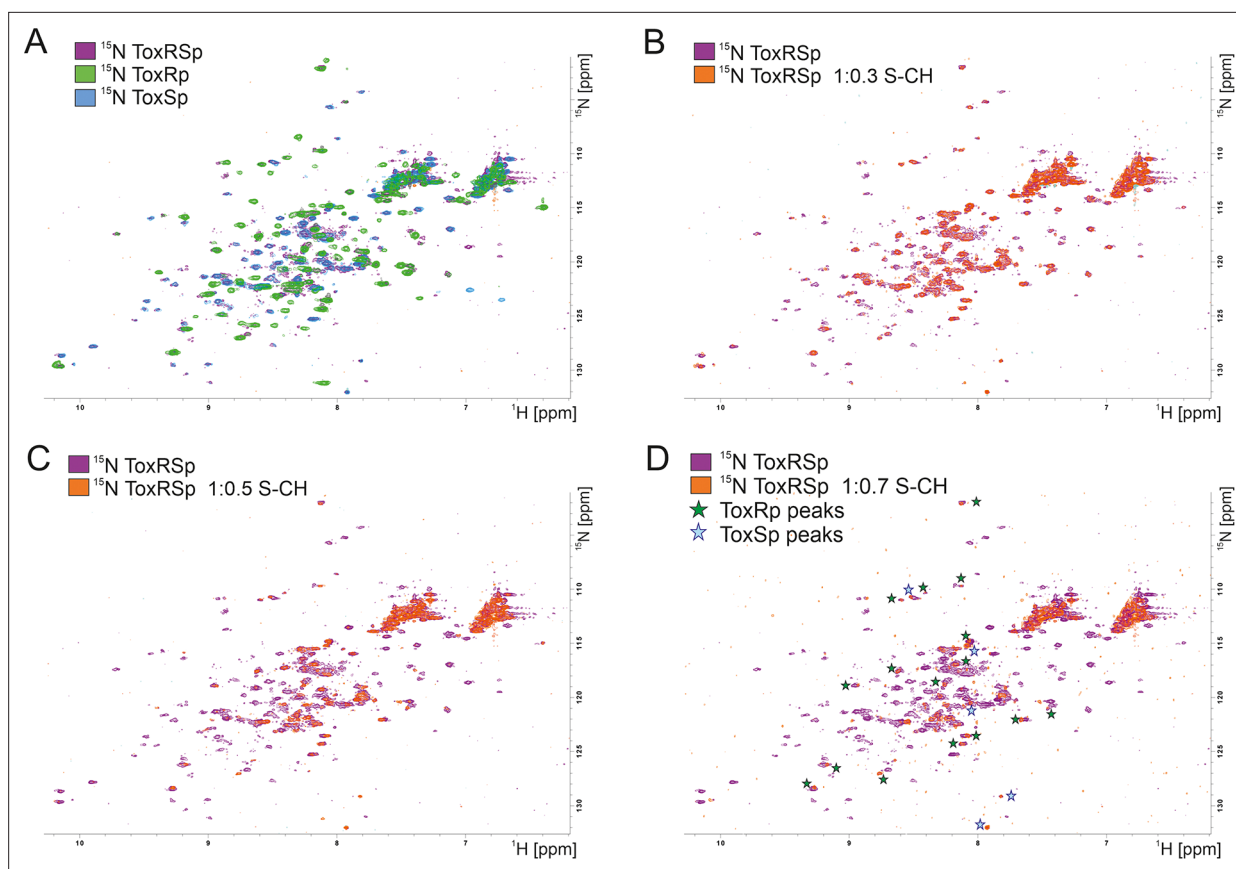 A
¹⁵N ToxRSp
¹⁵N ToxRp
¹⁵N ToxSp
¹⁵N [ppm]
110
115
120
125
130
10
9
8
7
¹H [ppm]
B
¹⁵N ToxRSp
¹⁵N ToxRSp 1:0.3 S-CH
¹⁵N [ppm]
110
115
120
125
130
10
9
8
7
¹H [ppm]
C
¹⁵N ToxRSp
¹⁵N ToxRSp 1:0.5 S-CH
¹⁵N [ppm]
110
115
120
125
130
10
9
8
7
¹H [ppm]
D
¹⁵N ToxRSp
¹⁵N ToxRSp 1:0.7 S-CH
ToxRp peaks
ToxSp peaks
¹⁵N [ppm]
110
115
120
125
130
10
9
8
7
¹H [ppm]